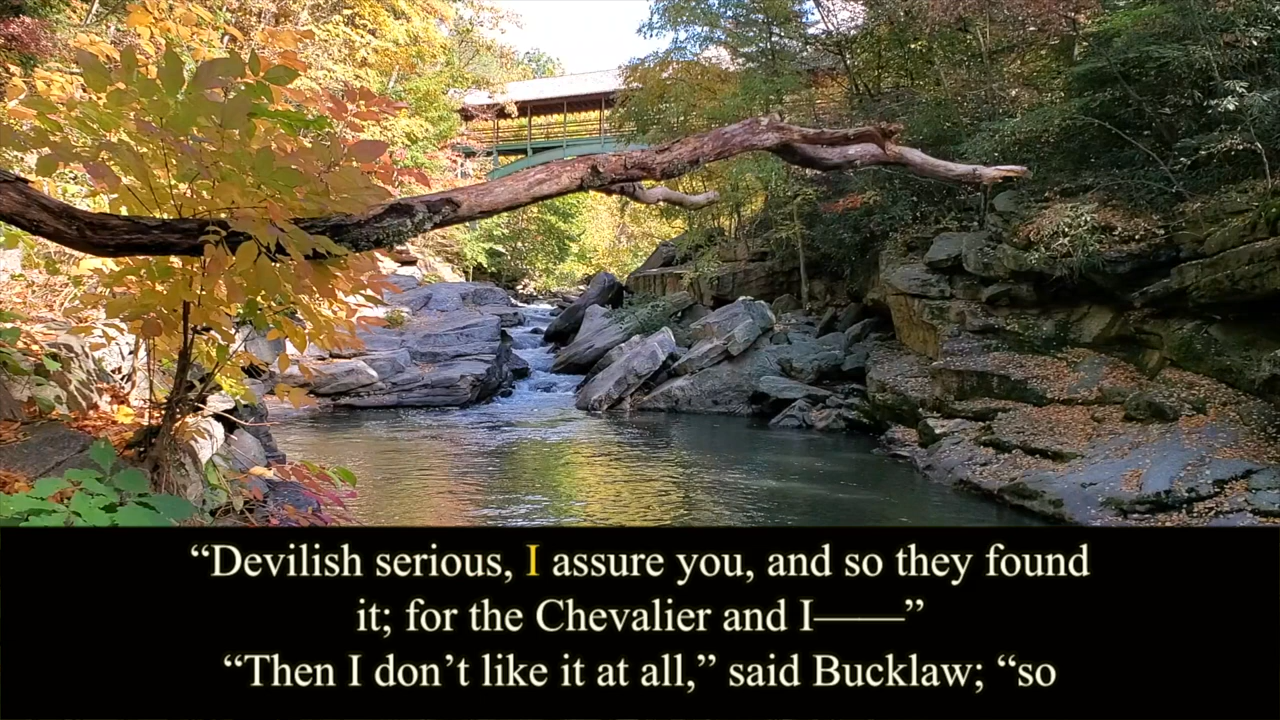 “Devilish serious, I assure you, and so they found
it; for the Chevalier and I——”
“Then I don’t like it at all,” said Bucklaw; “so